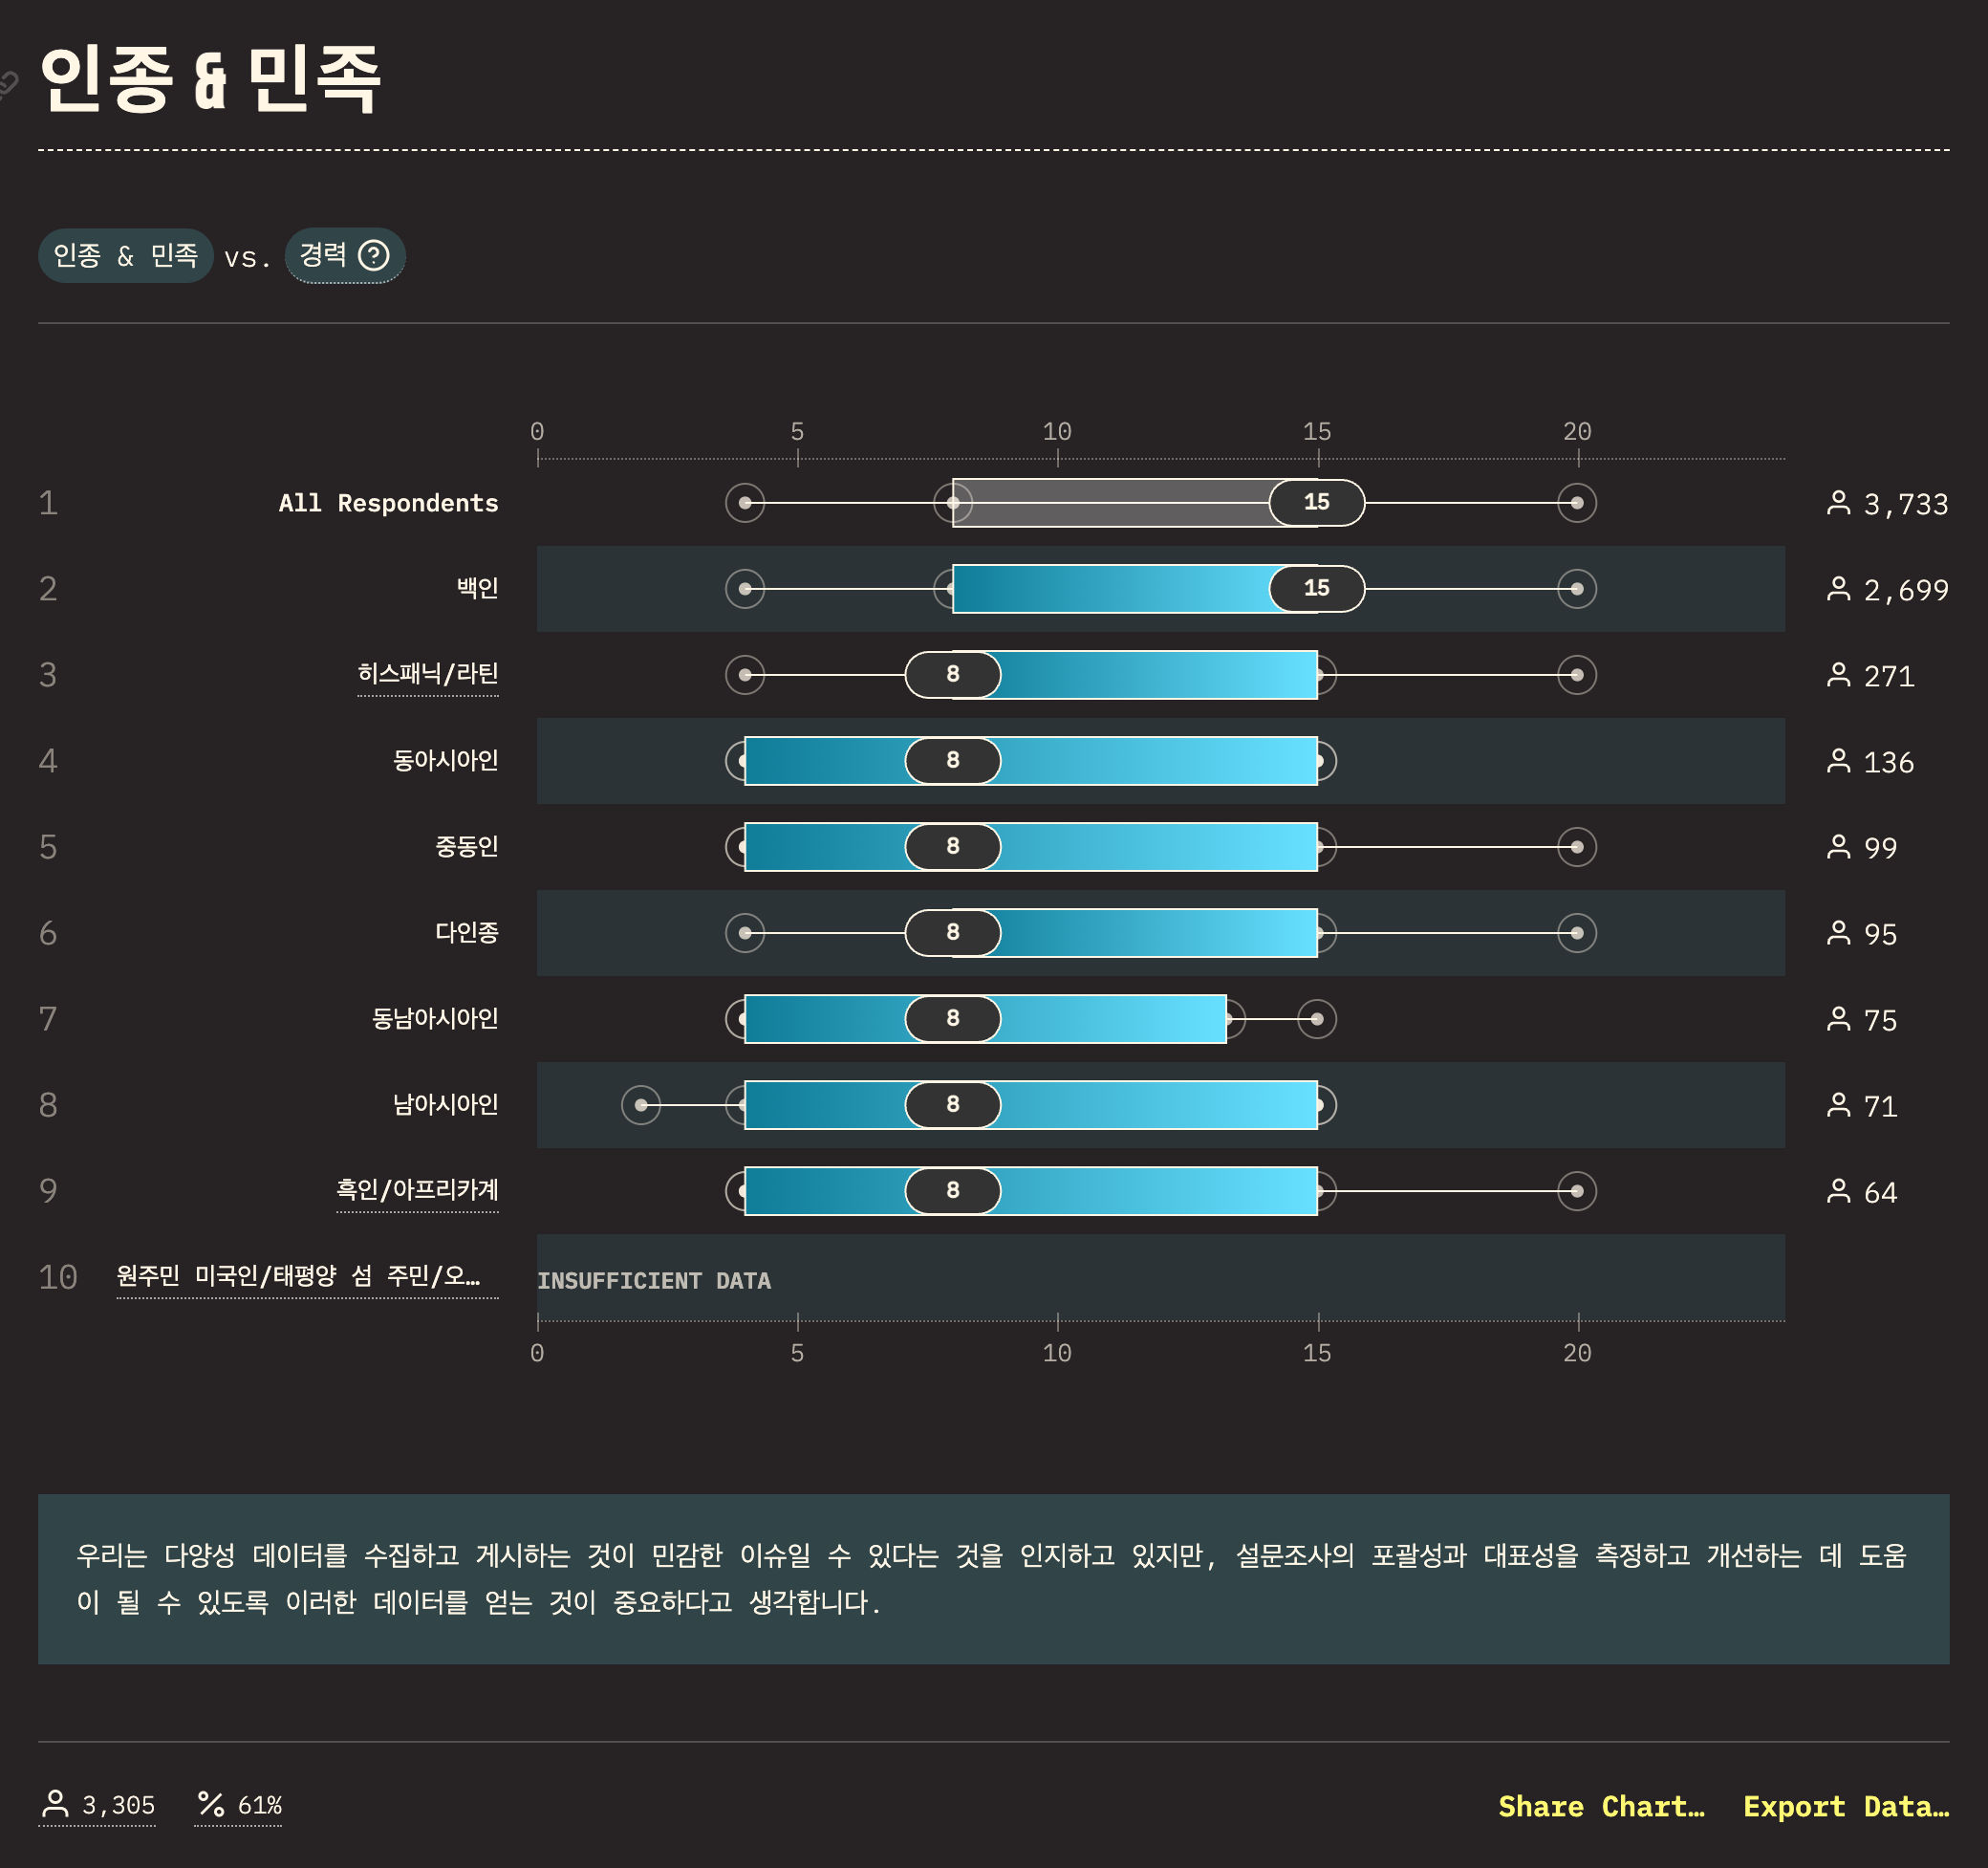 인종 & 민족
인종 & 민족 vs. 경력
0 5 10 15 20
1 All Respondents 15 3,733
2 백인 15 2,699
3 히스패닉/라틴 8 271
4 동아시아인 8 136
5 중동인 8 99
6 다인종 8 95
7 동남아시아인 8 75
8 남아시아인 8 71
9 흑인/아프리카계 8 64
10 원주민 미국인/태평양 섬 주민/오… INSUFFICIENT DATA
0 5 10 15 20
우리는 다양성 데이터를 수집하고 게시하는 것이 민감한 이슈일 수 있다는 것을 인지하고 있지만, 설문조사의 포괄성과 대표성을 측정하고 개선하는 데 도움
이 될 수 있도록 이러한 데이터를 얻는 것이 중요하다고 생각합니다.
3,305 61% Share Chart… Export Data…